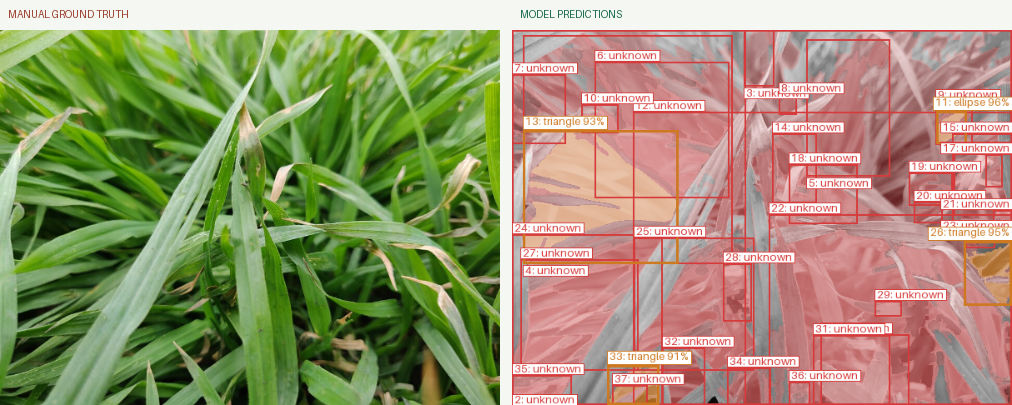 MANUAL GROUND TRUTH
MODEL PREDICTIONS
6: unknown
7: unknown
8: unknown
3: unknown
9: unknown
10: unknown
12: unknown
11: ellipse 96%
13: triangle 93%
14: unknown
15: unknown
17: unknown
18: unknown
19: unknown
5: unknown
20: unknown
21: unknown
22: unknown
24: unknown
25: unknown
26: triangle 95%
27: unknown
28: unknown
4: unknown
29: unknown
31: unknown
32: unknown
33: triangle 91%
34: unknown
35: unknown
36: unknown
37: unknown
2: unknown